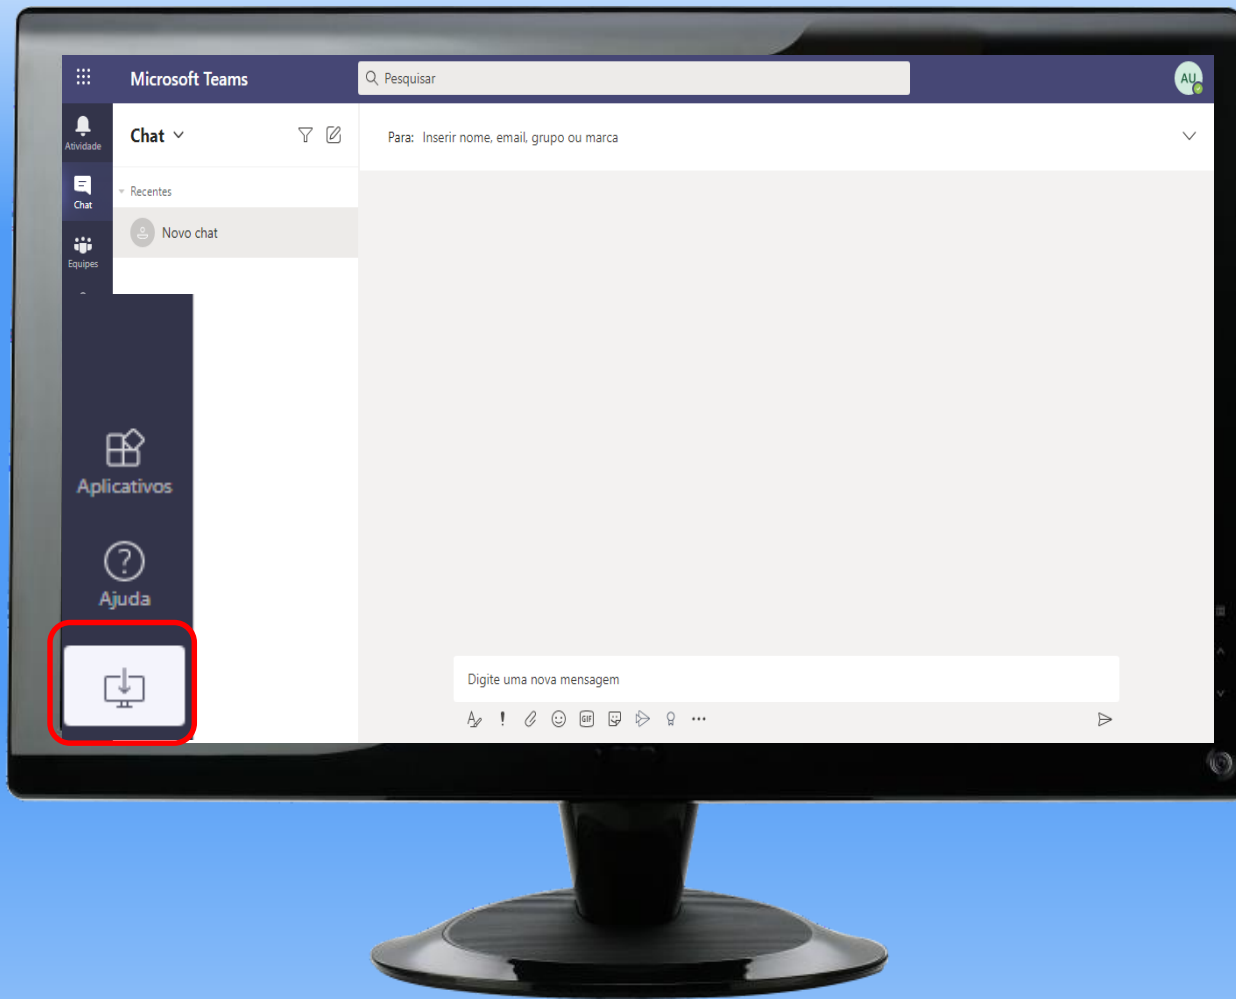 Microsoft Teams
Pesquisar
AU
Atividade
Chat
Para: Inserir nome, email, grupo ou marca
Chat
Recentes
Novo chat
Equipes
Aplicativos
Ajuda
Digite uma nova mensagem
GIF